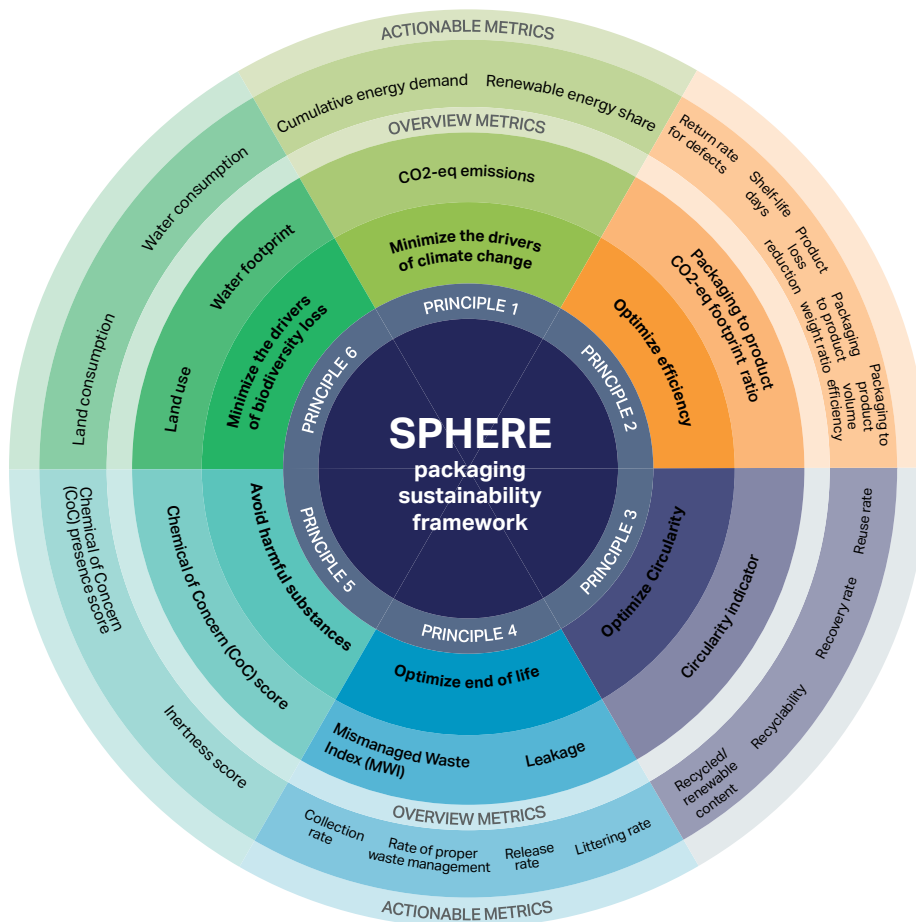 ACTIONABLE METRICS
Cumulative energy demand
Renewable energy share
OVERVIEW METRICS
CO2-eq emissions
Minimize the drivers
of climate change
PRINCIPLE 1
Return rate
for defects
Shelf-life
days
Product
loss
reduction
Packaging
to product
weight ratio
Packaging to
product
volume
efficiency
Packaging to product
CO2-eq footprint ratio
Optimize efficiency
PRINCIPLE 2
Reuse rate
Recovery rate
Recyclability
Recycled/
renewable
content
Circularity indicator
Optimize Circularity
PRINCIPLE 3
PRINCIPLE 4
Optimize end of life
Mismanaged Waste
Index (MWI)
Leakage
OVERVIEW METRICS
Collection
rate
Rate of proper
waste management
Release
rate
Littering rate
ACTIONABLE METRICS
PRINCIPLE 5
Avoid harmful substances
Chemical of Concern (CoC) score
Chemical of Concern
(CoC) presence score
Inertness score
PRINCIPLE 6
Minimize the drivers
of biodiversity loss
Land use
Water footprint
Land consumption
Water consumption
SPHERE
packaging
sustainability
framework